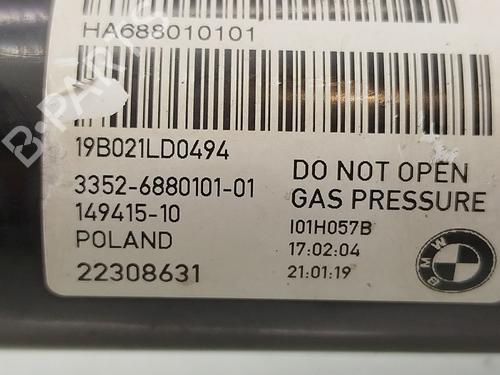 HA688010101
B-PARTS
19B021LD0494
3352-6880101-01
149415-10
POLAND
22308631
DO NOT OPEN
GAS PRESSURE
I01H057B
17:02:04
21:01:19
BMW